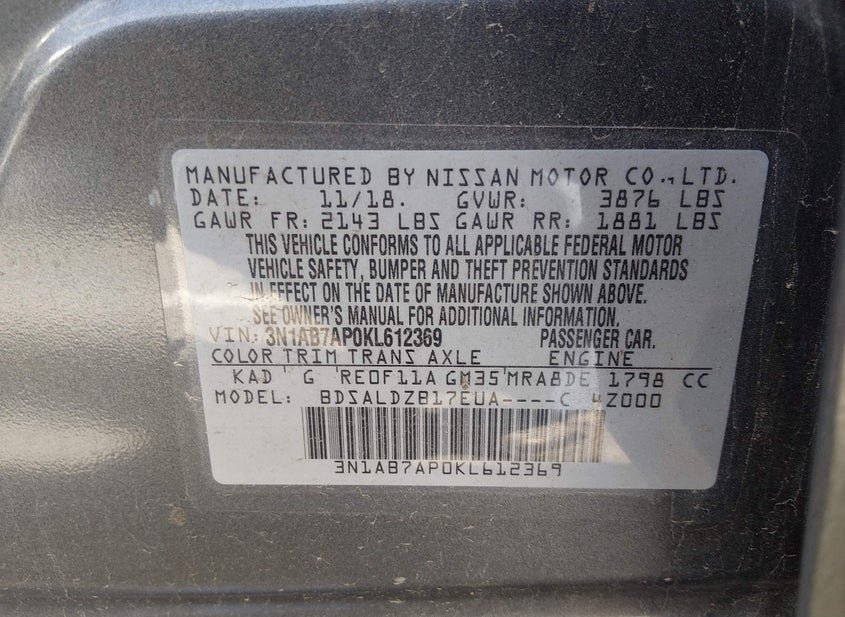 MANUFACTURED BY NISSAN MOTOR CO.,LTD.
DATE: 11/18. GVWR: 3876 LBS
GAWR FR: 2143 LBS GAWR RR: 1881 LBS
THIS VEHICLE CONFORMS TO ALL APPLICABLE FEDERAL MOTOR
VEHICLE SAFETY, BUMPER AND THEFT PREVENTION STANDARDS
IN EFFECT ON THE DATE OF MANUFACTURE SHOWN ABOVE.
SEE OWNER'S MANUAL FOR ADDITIONAL INFORMATION.
VIN: 3N1AB7AP0KL612369 PASSENGER CAR.
COLOR TRIM TRANS AXLE ENGINE
KAD G RE0F11A GM35 MRA8DE 1798 CC
MODEL: BDSALDZB17EUA----C 4Z000
3N1AB7AP0KL612369